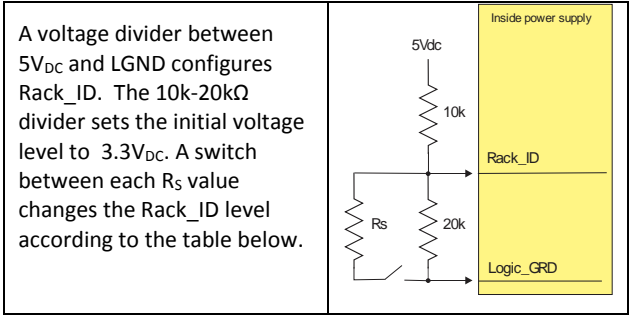 A voltage divider between
5VDC and LGND configures
Rack_ID. The 10k-20kΩ
divider sets the initial voltage
level to 3.3VDC. A switch
between each RS value
changes the Rack_ID level
according to the table below.
Inside power supply
5Vdc
10k
Rack_ID
Rs
20k
Logic_GRD